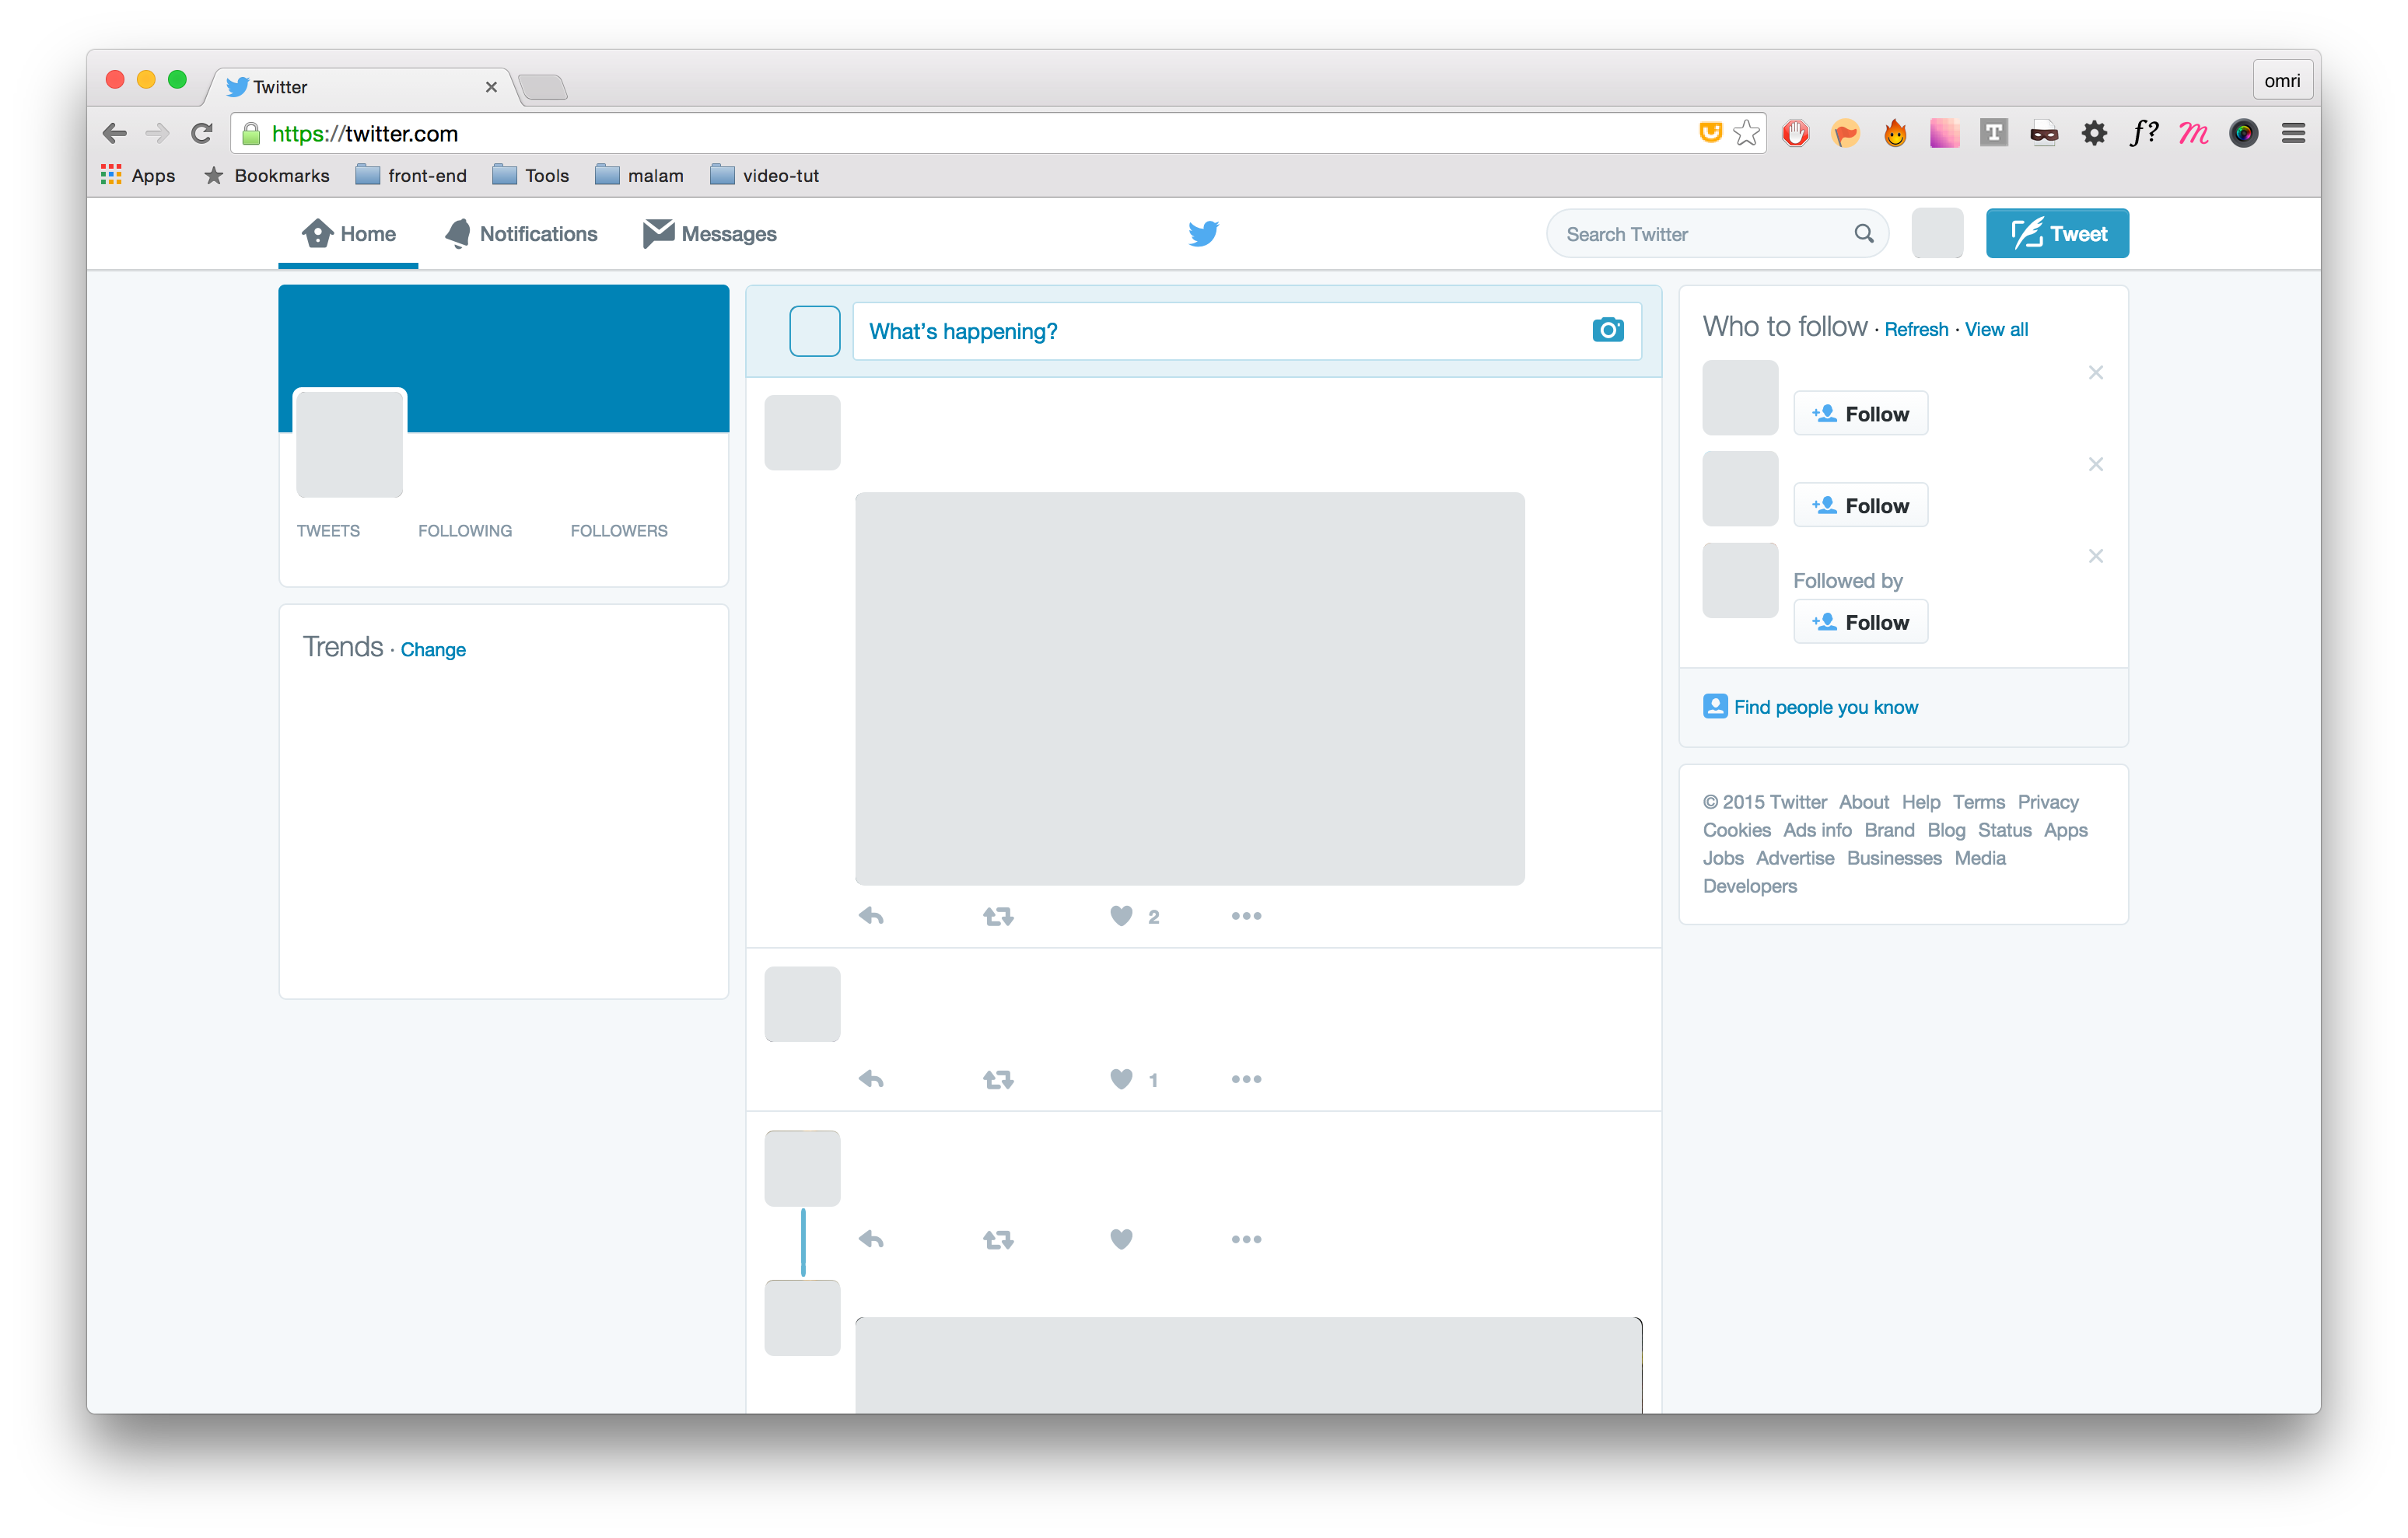 Twitter
omri
https://twitter.com
T
f?
m
Apps Bookmarks front-end Tools malam video-tut
Home Notifications Messages Search Twitter Tweet
What's happening?
TWEETS FOLLOWING FOLLOWERS
Trends · Change
2
1
Who to follow · Refresh · View all
Follow
Follow
Followed by
Follow
Find people you know
© 2015 Twitter About Help Terms Privacy
Cookies Ads info Brand Blog Status Apps
Jobs Advertise Businesses Media
Developers